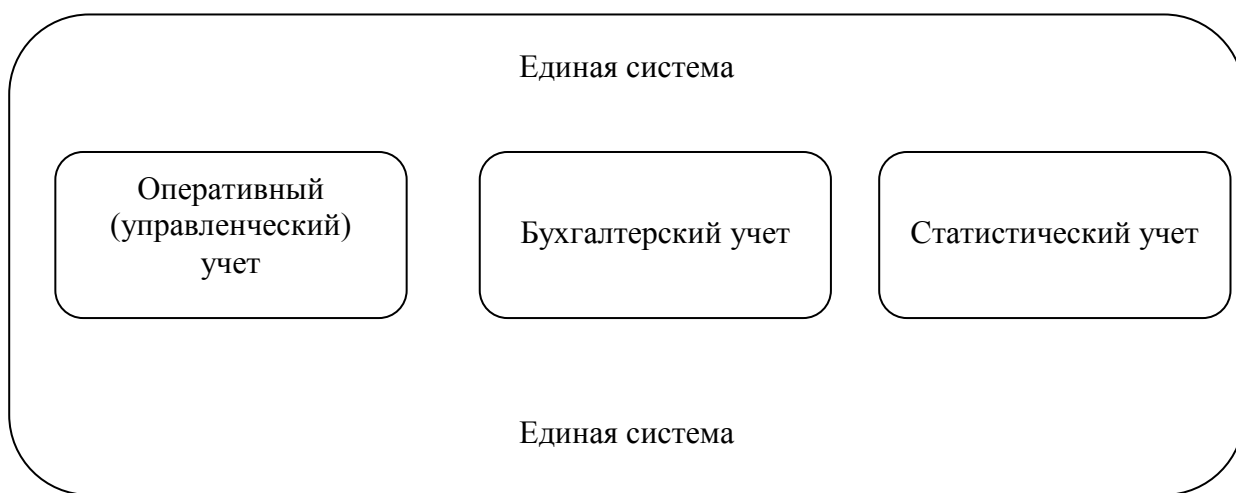 Единая система
Оперативный
(управленческий)
учет
Бухгалтерский учет
Статистический учет
Единая система